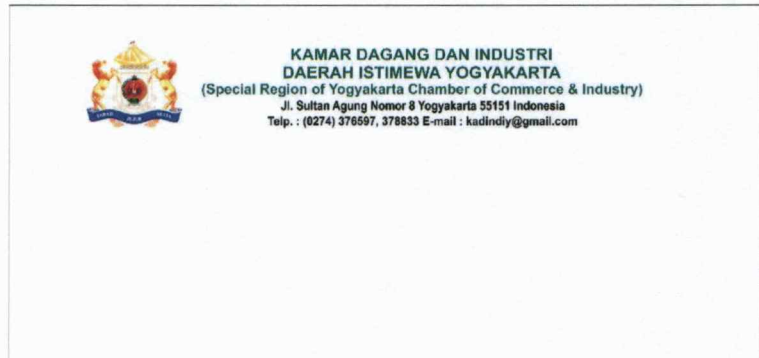 KAMAR DAGANG DAN INDUSTRI
DAERAH ISTIMEWA YOGYAKARTA
(Special Region of Yogyakarta Chamber of Commerce & Industry)
Jl. Sultan Agung Nomor 8 Yogyakarta 55151 Indonesia
Telp. : (0274) 376597, 378833 E-mail : kadindiy@gmail.com